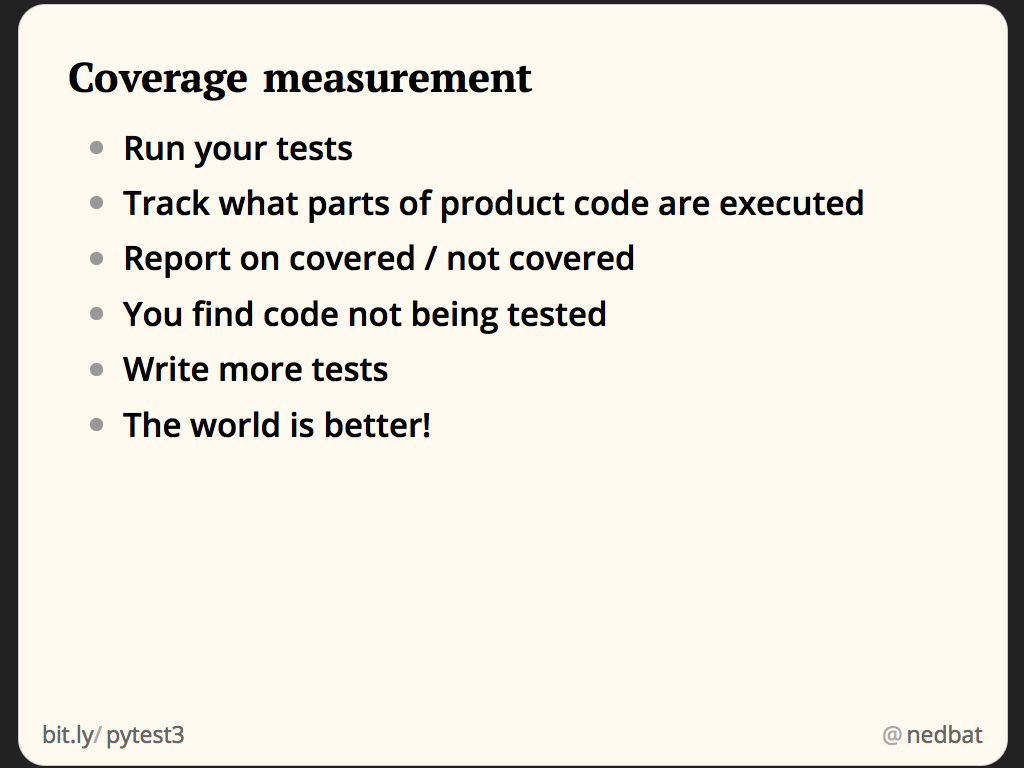 Coverage measurement
Run your tests
Track what parts of product code are executed
Report on covered / not covered
You find code not being tested
Write more tests
The world is better!
bit.ly/ pytest3
@ nedbat